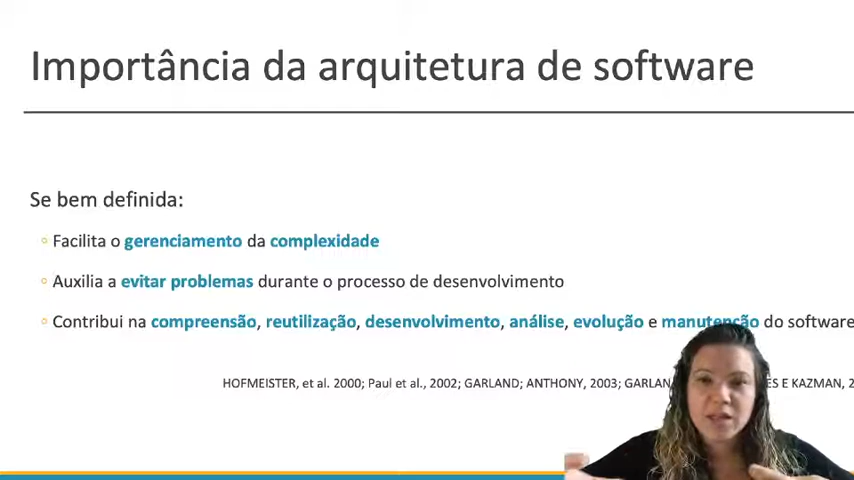 Importância da arquitetura de software
Se bem definida:
Facilita o gerenciamento da complexidade
Auxilia a evitar problemas durante o processo de desenvolvimento
Contribui na compreensão, reutilização, desenvolvimento, análise, evolução e manutenção do software
HOFMEISTER, et al. 2000; Paul et al., 2002; GARLAND; ANTHONY, 2003; E KAZMAN,